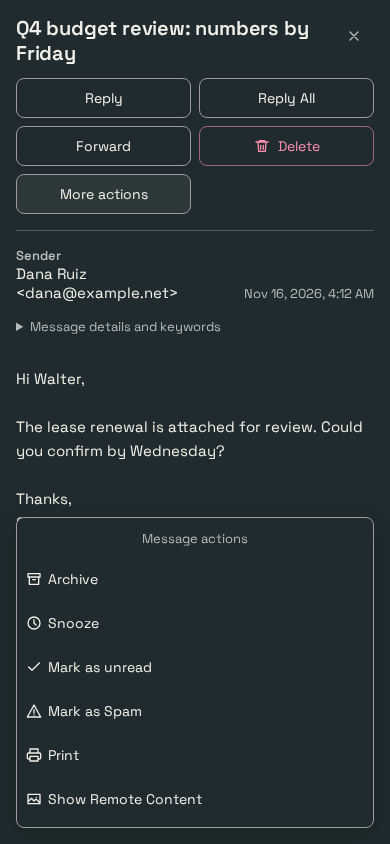 Q4 budget review: numbers by
Friday
Reply
Reply All
Forward
Delete
More actions
Sender
Dana Ruiz
<dana@example.net>
Nov 16, 2026, 4:12 AM
Message details and keywords
Hi Walter,
The lease renewal is attached for review. Could
you confirm by Wednesday?
Thanks,
Message actions
Archive
Snooze
Mark as unread
Mark as Spam
Print
Show Remote Content